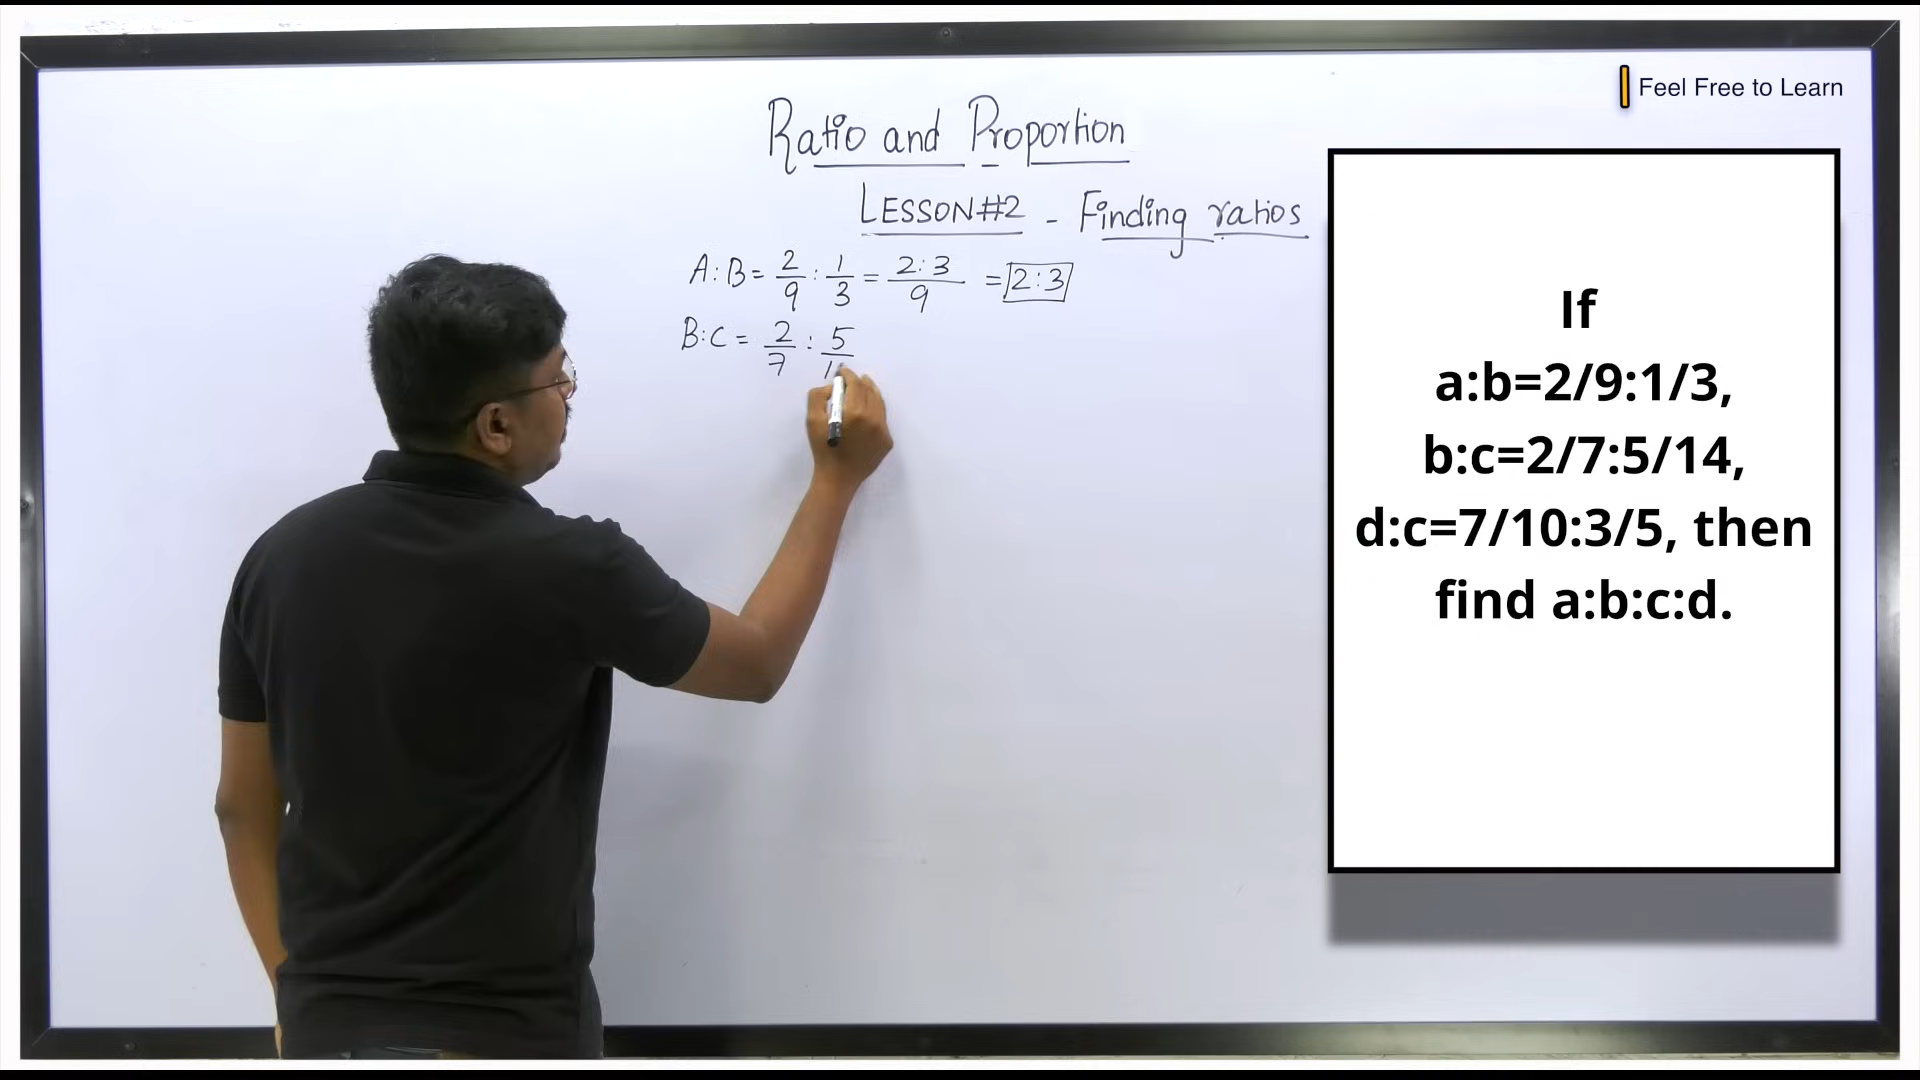 Feel Free to Learn
Ratio and Proportion
LESSON#2 - Finding ratios
A:B = 2/9 : 1/3 = 2:3/9 = 2:3
B:C = 2/7 : 5/1
If
a:b=2/9:1/3,
b:c=2/7:5/14,
d:c=7/10:3/5, then
find a:b:c:d.